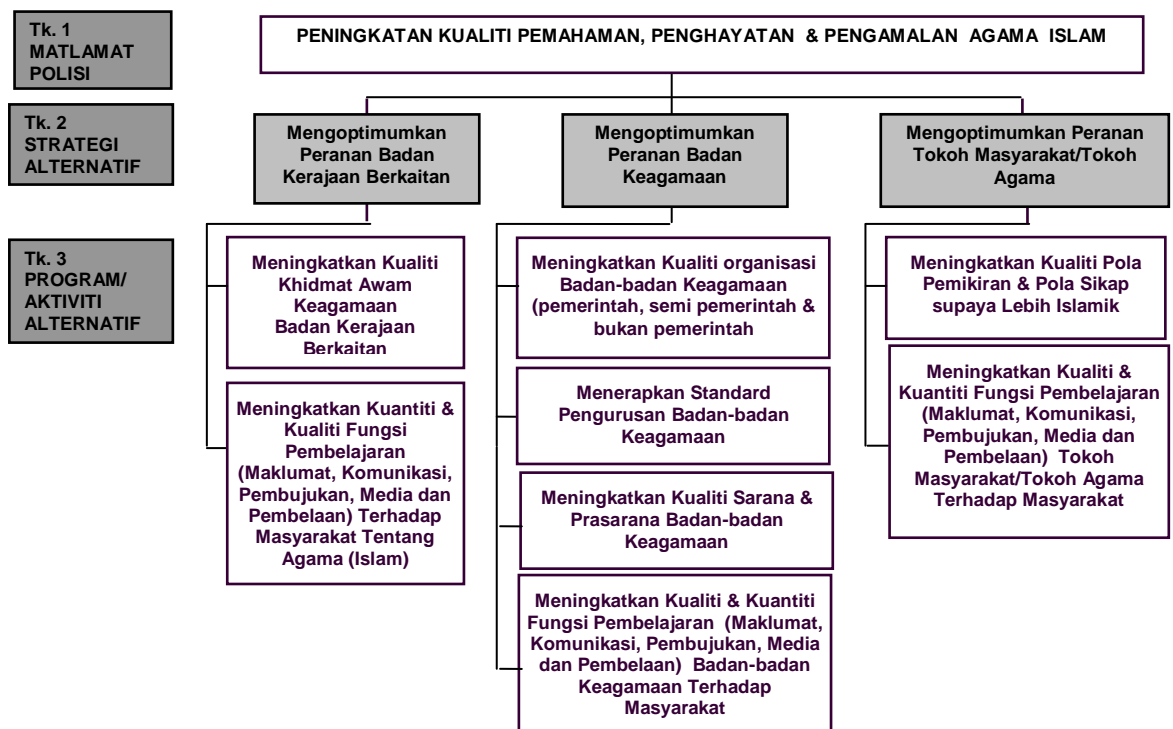 Tk. 1
MATLAMAT
POLISI
PENINGKATAN KUALITI PEMAHAMAN, PENGHAYATAN & PENGAMALAN AGAMA ISLAM
Tk. 2
STRATEGI
ALTERNATIF
Mengoptimumkan
Peranan Badan
Kerajaan Berkaitan
Mengoptimumkan
Peranan Badan
Keagamaan
Mengoptimumkan Peranan
Tokoh Masyarakat/Tokoh
Agama
Tk. 3
PROGRAM/
AKTIVITI
ALTERNATIF
Meningkatkan Kualiti
Khidmat Awam
Keagamaan
Badan Kerajaan
Berkaitan
Meningkatkan Kuantiti &
Kualiti Fungsi
Pembelajaran
(Maklumat, Komunikasi,
Pembujukan, Media dan
Pembelaan) Terhadap
Masyarakat Tentang
Agama (Islam)
Meningkatkan Kualiti organisasi
Badan-badan Keagamaan
(pemerintah, semi pemerintah &
bukan pemerintah
Menerapkan Standard
Pengurusan Badan-badan
Keagamaan
Meningkatkan Kualiti Sarana &
Prasarana Badan-badan
Keagamaan
Meningkatkan Kualiti & Kuantiti
Fungsi Pembelajaran (Maklumat,
Komunikasi, Pembujukan, Media
dan Pembelaan) Badan-badan
Keagamaan Terhadap
Masyarakat
Meningkatkan Kualiti Pola
Pemikiran & Pola Sikap
supaya Lebih Islamik
Meningkatkan Kualiti &
Kuantiti Fungsi Pembelajaran
(Maklumat, Komunikasi,
Pembujukan, Media dan
Pembelaan) Tokoh
Masyarakat/Tokoh Agama
Terhadap Masyarakat